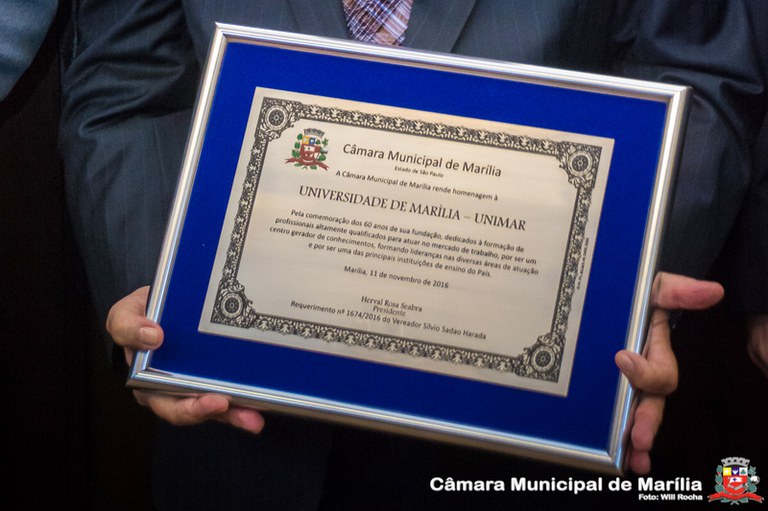 Câmara Municipal de Marília
Estado de São Paulo
A Câmara Municipal de Marília rende homenagem à
UNIVERSIDADE DE MARÍLIA – UNIMAR
Pela comemoração dos 60 anos de sua fundação, dedicados à formação de
profissionais altamente qualificados para atuar no mercado de trabalho, por ser um
centro gerador de conhecimentos, formando lideranças nas diversas áreas de atuação
e por ser uma das principais instituições de ensino do País.
Marília, 11 de novembro de 2016
Herval Rosa Seabra
Presidente
Requerimento nº 1674/2016 do Vereador Silvio Sadao Harada
Câmara Municipal de Marília
Foto: Will Rocha